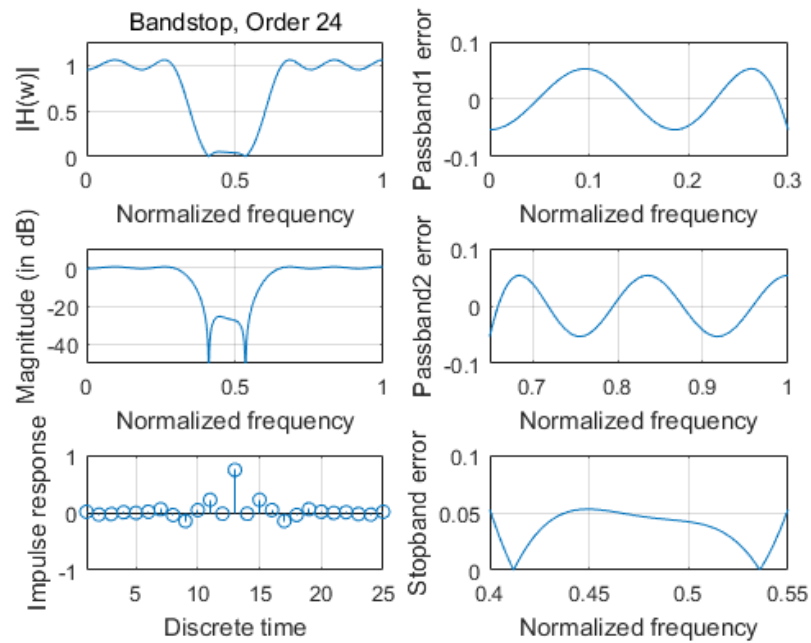 Bandstop, Order 24
|H(w)|
1
0.5
0
0 0.5 1
Normalized frequency
Passband1 error
0.1
0
-0.1
0 0.1 0.2 0.3
Normalized frequency
Magnitude (in dB)
0
-20
-40
0 0.5 1
Normalized frequency
Passband2 error
0.1
0
-0.1
0.7 0.8 0.9 1
Normalized frequency
Impulse response
1
0
-1
5 10 15 20 25
Discrete time
Stopband error
0.1
0.05
0
0.4 0.45 0.5 0.55
Normalized frequency